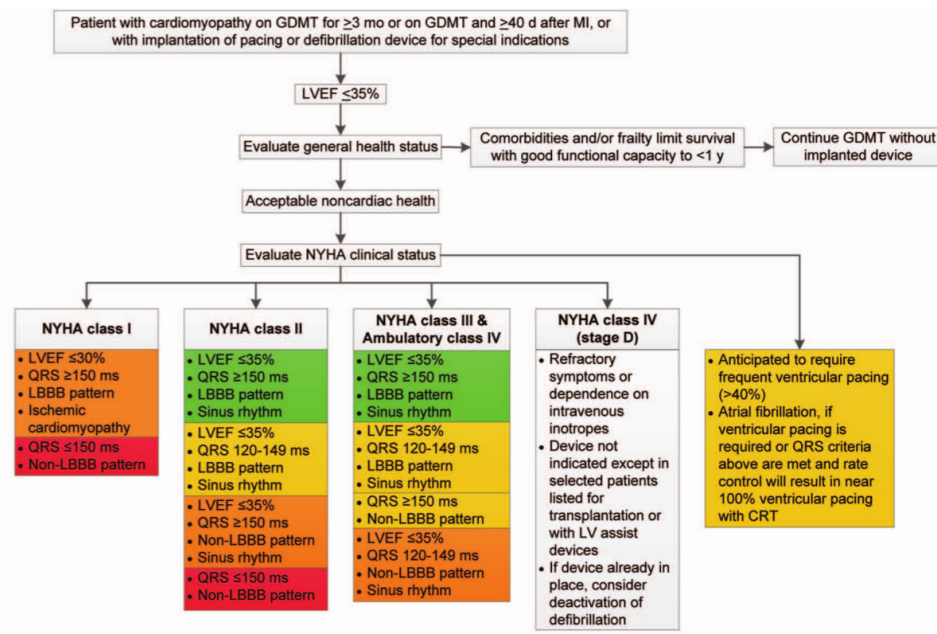 Patient with cardiomyopathy on GDMT for ≥3 mo or on GDMT and ≥40 d after MI, or
with implantation of pacing or defibrillation device for special indications
LVEF ≤35%
Evaluate general health status
Comorbidities and/or frailty limit survival
with good functional capacity to <1 y
Continue GDMT without
implanted device
Acceptable noncardiac health
Evaluate NYHA clinical status
NYHA class I
• LVEF ≤30%
• QRS ≥150 ms
• LBBB pattern
• Ischemic
cardiomyopathy
• QRS ≤150 ms
• Non-LBBB pattern
NYHA class II
• LVEF ≤35%
• QRS ≥150 ms
• LBBB pattern
• Sinus rhythm
• LVEF ≤35%
• QRS 120-149 ms
• LBBB pattern
• Sinus rhythm
• LVEF ≤35%
• QRS ≥150 ms
• Non-LBBB pattern
• Sinus rhythm
• QRS ≤150 ms
• Non-LBBB pattern
NYHA class III &
Ambulatory class IV
• LVEF ≤35%
• QRS ≥150 ms
• LBBB pattern
• Sinus rhythm
• LVEF ≤35%
• QRS 120-149 ms
• LBBB pattern
• Sinus rhythm
• QRS ≥150 ms
• Non-LBBB pattern
• LVEF ≤35%
• QRS 120-149 ms
• Non-LBBB pattern
• Sinus rhythm
NYHA class IV
(stage D)
• Refractory
symptoms or
dependence on
intravenous
inotropes
• Device not
indicated except in
selected patients
listed for
transplantation or
with LV assist
devices
• If device already in
place, consider
deactivation of
defibrillation
• Anticipated to require
frequent ventricular pacing
(>40%)
• Atrial fibrillation, if
ventricular pacing is
required or QRS criteria
above are met and rate
control will result in near
100% ventricular pacing
with CRT